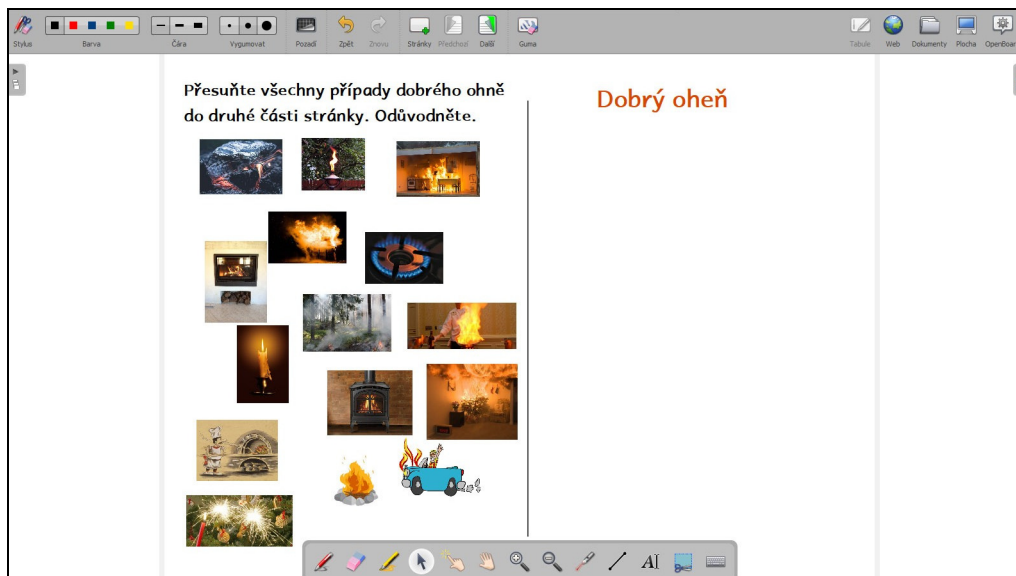 Stylus
Barva
Čára
Vygumovat
Pozadí
Zpět
Znovu
Stránky
Předchozí
Další
Guma
Tabule
Web
Dokumenty
Plocha
OpenBoar
Přesuňte všechny případy dobrého ohně
do druhé části stránky. Odůvodněte.
Dobrý oheň
A